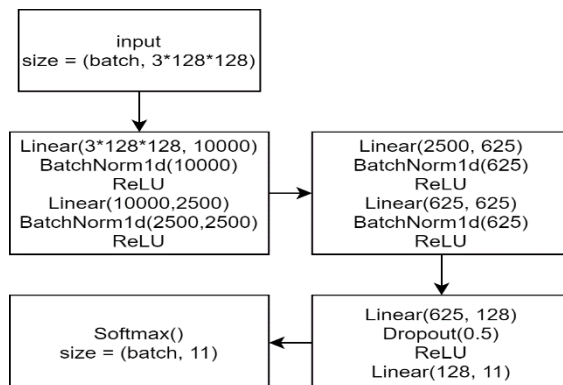 input
size = (batch, 3*128*128)
Linear(3*128*128, 10000)
BatchNorm1d(10000)
ReLU
Linear(10000,2500)
BatchNorm1d(2500,2500)
ReLU
Linear(2500, 625)
BatchNorm1d(625)
ReLU
Linear(625, 625)
BatchNorm1d(625)
ReLU
Linear(625, 128)
Dropout(0.5)
ReLU
Linear(128, 11)
Softmax()
size = (batch, 11)